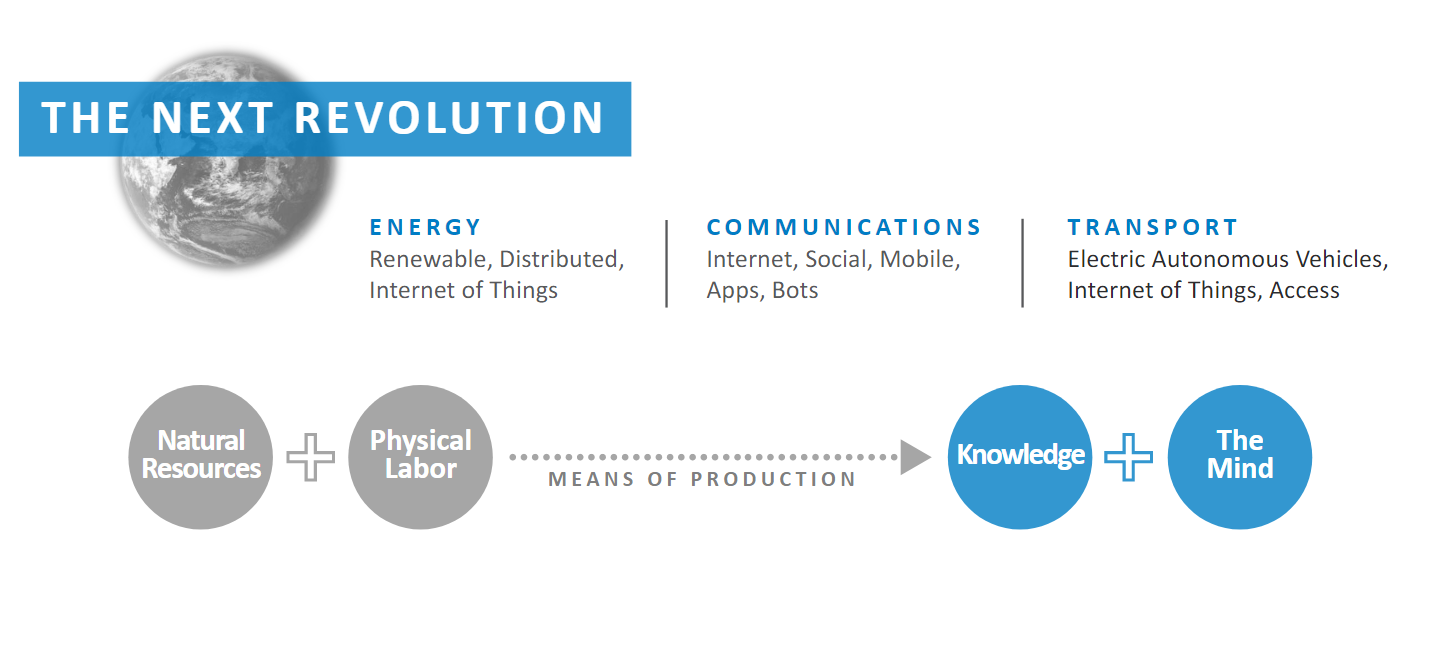 THE NEXT REVOLUTION
ENERGY
Renewable, Distributed,
Internet of Things
COMMUNICATIONS
Internet, Social, Mobile,
Apps, Bots
TRANSPORT
Electric Autonomous Vehicles,
Internet of Things, Access
Natural
Resources
Physical
Labor
MEANS OF PRODUCTION
Knowledge
The
Mind